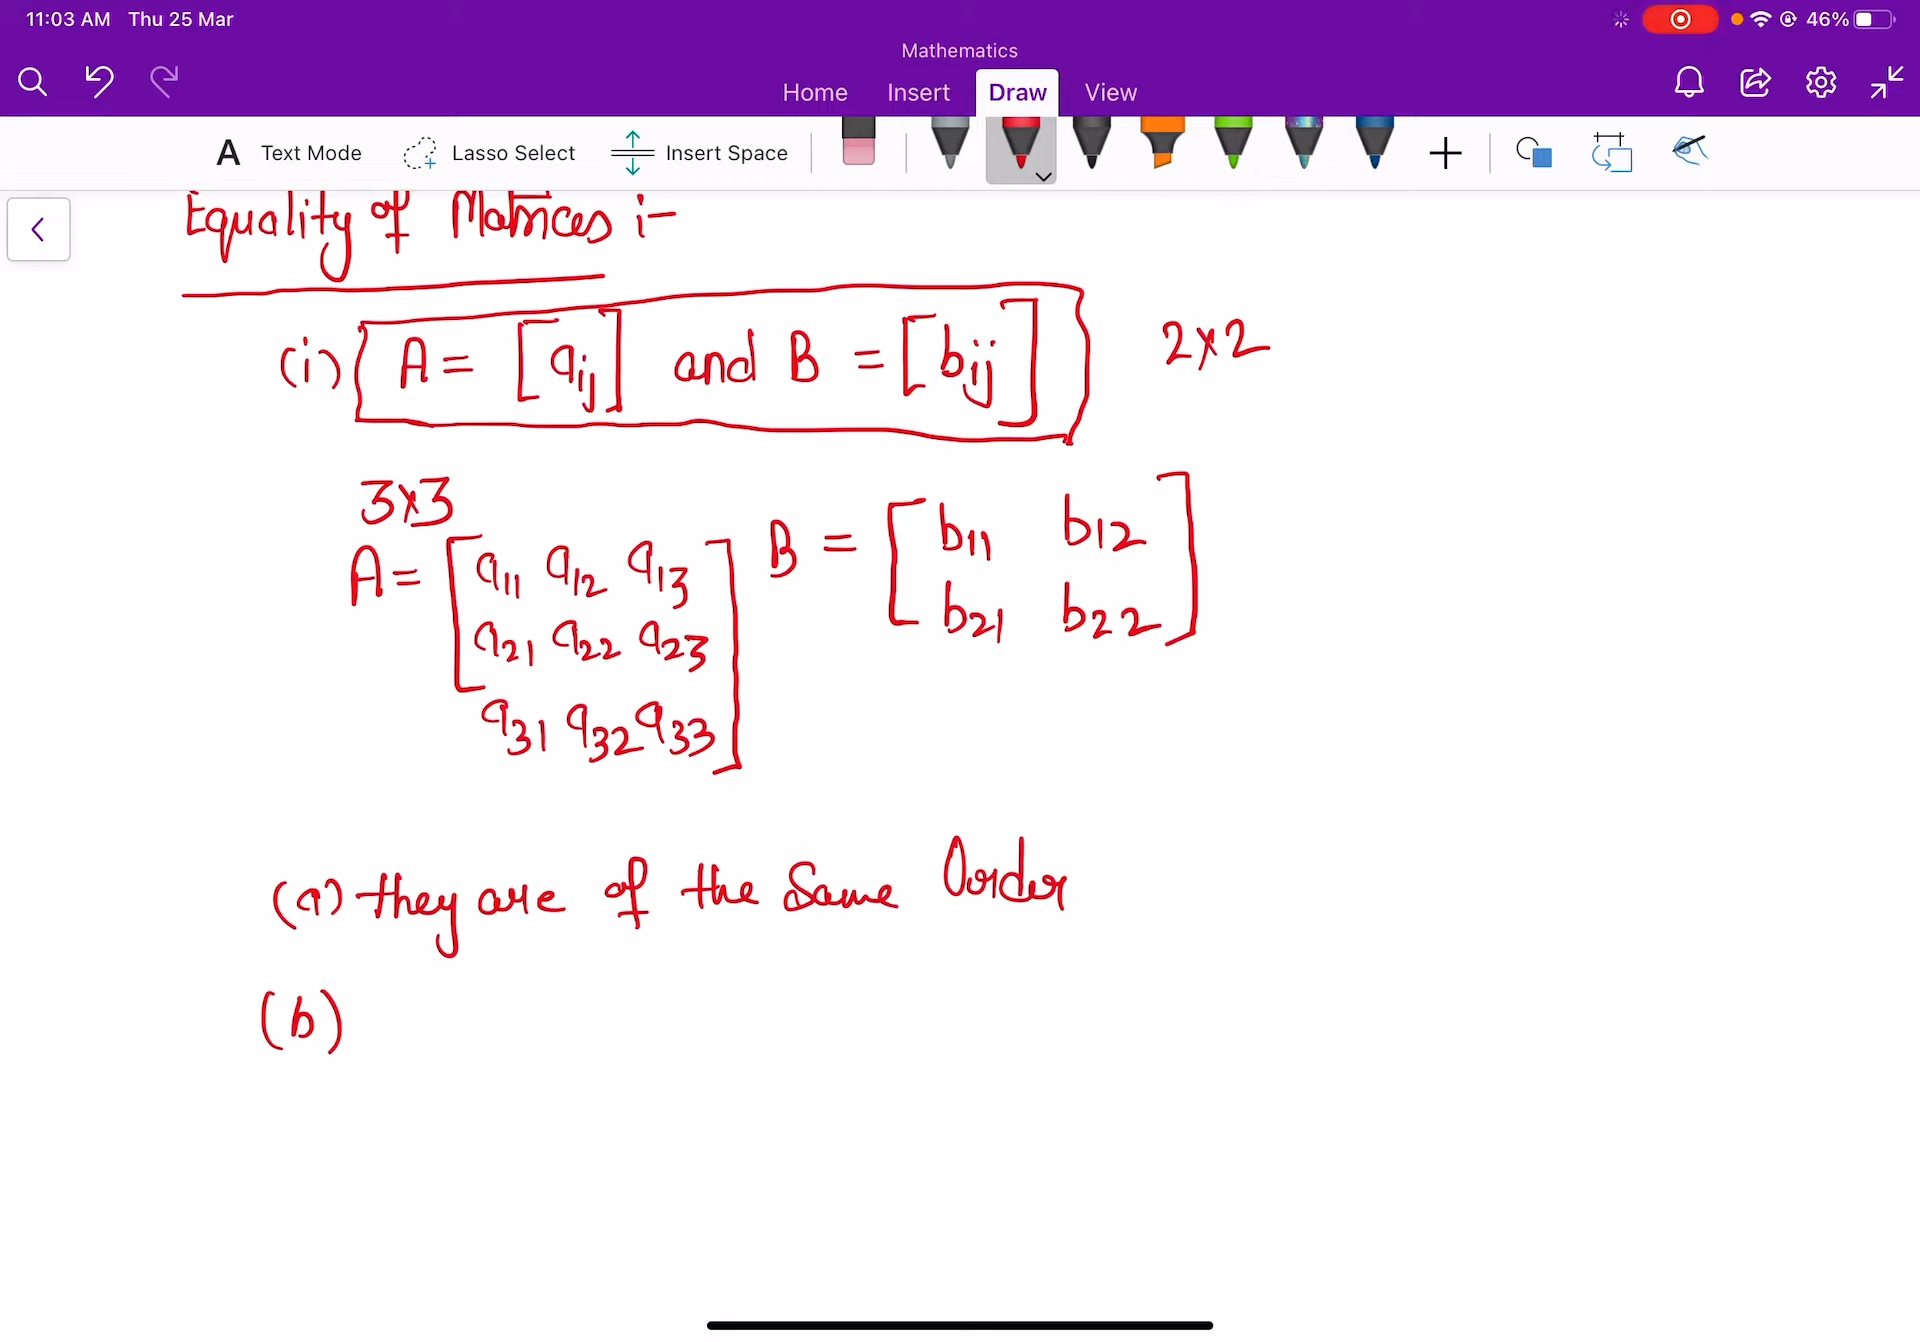 11:03 AM Thu 25 Mar 46%
Mathematics
Home Insert Draw View
A Text Mode Lasso Select Insert Space
Equality of Matrices :-
(i) A = [aij] and B = [bij] 2×2
3×3
A = [a11 a12 a13 B = [b11 b12
a21 a22 a23 b21 b22]
a31 a32 a33]
(a) they are of the Same Order
(b)